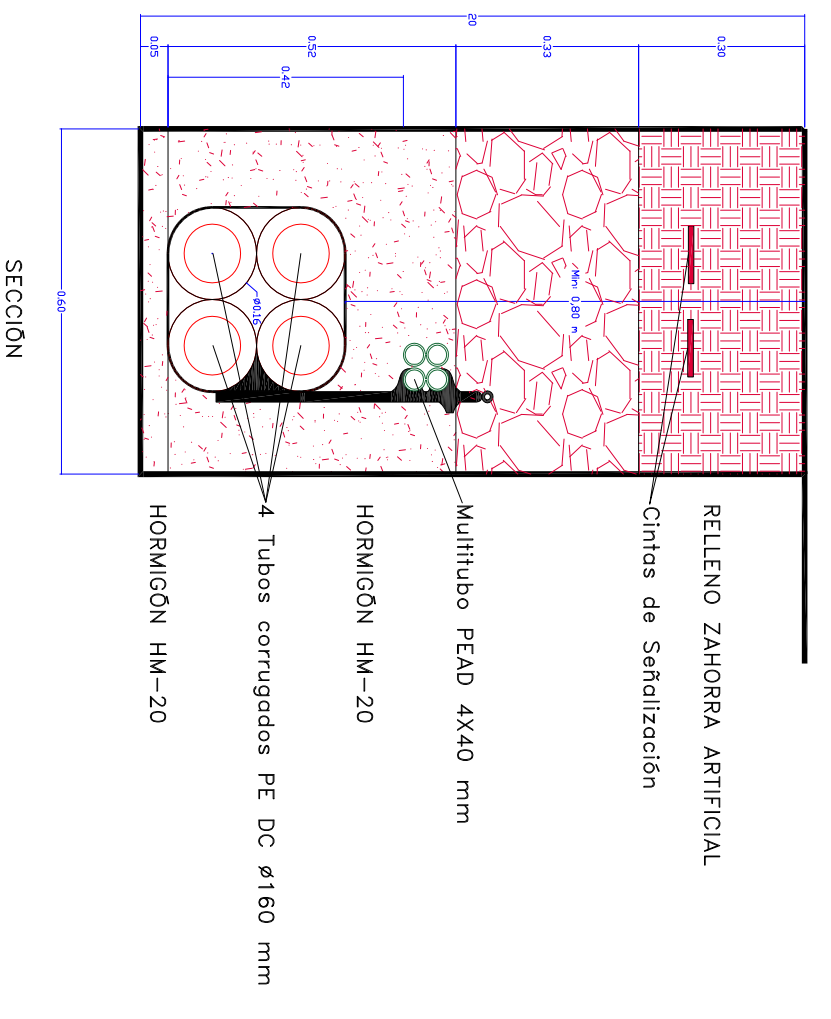 0.30
RELLENO ZAHORRA ARTIFICIAL
Cintas de Señalización
Min: 0,80 m
0.33
20
Multitubo PEAD 4X40 mm
HORMIGÓN HM-20
0.52
0.42
ø0.16
4 Tubos corrugados PE DC ø160 mm
0.05
HORMIGÓN HM-20
0.60
SECCIÓN